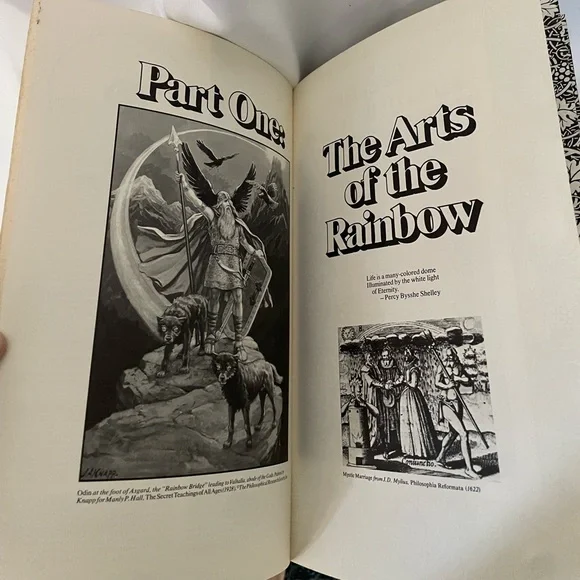 Part One:
J.A. KNAPP
Odin at the foot of Asgard, the "Rainbow Bridge" leading to Valhalla, abode of the Gods.
Knapp for Manly P. Hall, The Secret Teachings of All Ages (1928),
The Arts
of the
Rainbow
Life is a many-colored dome
Illuminated by the white light
of Eternity.
– Percy Bysshe Shelley
Coniunctio.
Mystic Marriage from J.D. Mylius, Philosophia Reformata (1622)